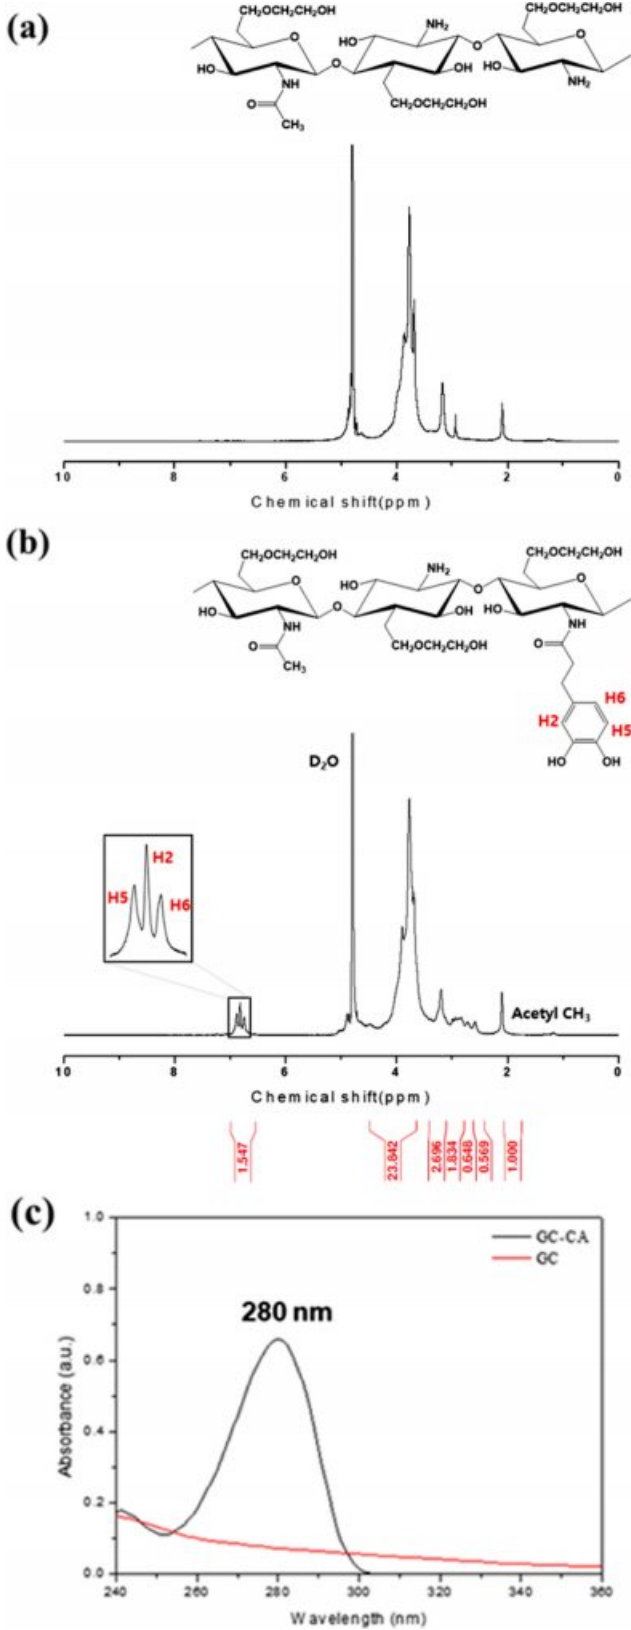 (a)
CH₂OCH₂CH₂OH
CH₂OCH₂CH₂OH
NH₂
O
HO
O
O
HO
O
OH
HO
NH
NH₂
O
CH₂OCH₂CH₂OH
CH₃
10
8
6
4
2
0
Chemical shift(ppm)
(b)
CH₂OCH₂CH₂OH
CH₂OCH₂CH₂OH
NH₂
O
HO
O
O
HO
O
OH
HO
NH
NH
O
CH₂OCH₂CH₂OH
O
CH₃
H6
H2
H5
HO
OH
D₂O
H2
H5
H6
Acetyl CH₃
10
8
6
4
2
0
Chemical shift(ppm)
1.547
23.842
2.696
1.834
0.648
0.569
1.000
(c)
1.0
GC-CA
GC
0.8
280 nm
0.6
0.4
0.2
0.0
Absorbance (a.u.)
240
260
280
300
320
340
360
Wavelength (nm)